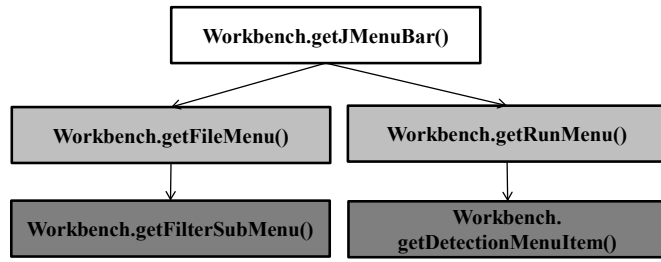 Workbench.getJMenuBar()
Workbench.getFileMenu()
Workbench.getRunMenu()
Workbench.getFilterSubMenu()
Workbench.
getDetectionMenuItem()